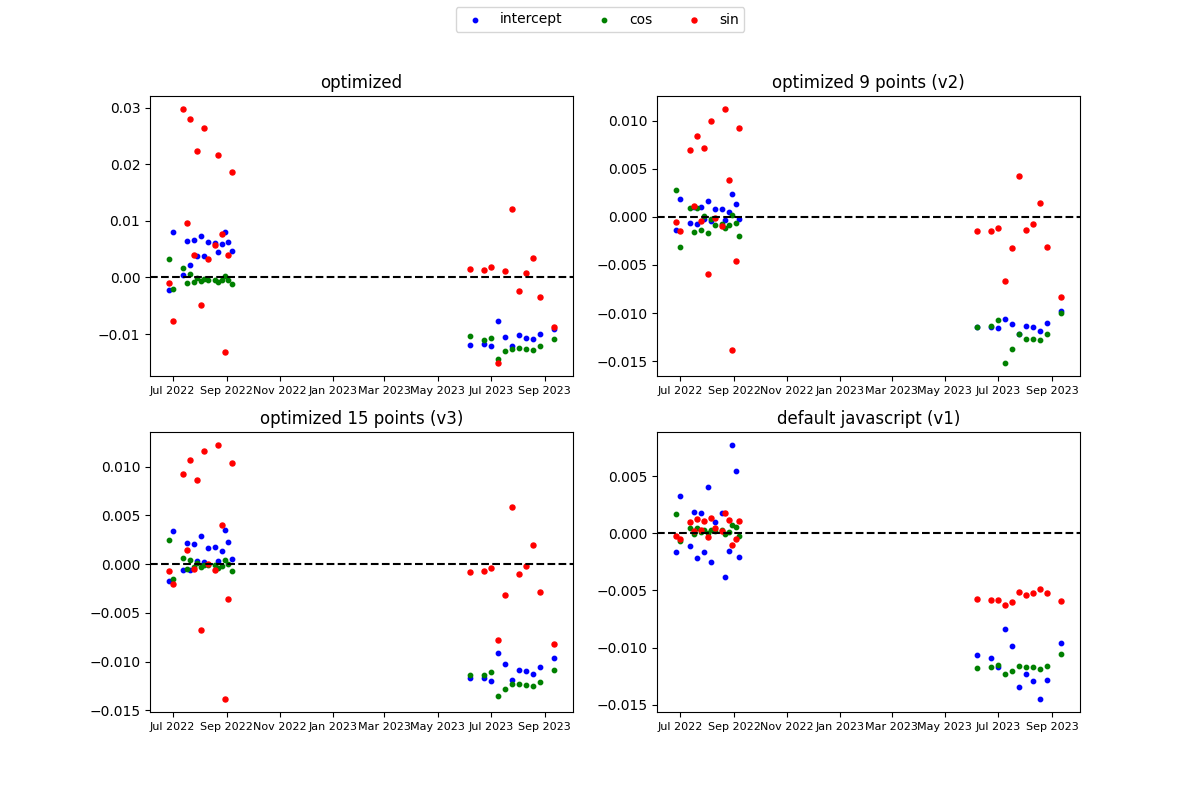 intercept cos sin
optimized
0.03
0.02
0.01
0.00
−0.01
Jul 2022 Sep 2022 Nov 2022 Jan 2023 Mar 2023 May 2023 Jul 2023 Sep 2023
optimized 9 points (v2)
0.010
0.005
0.000
−0.005
−0.010
−0.015
Jul 2022 Sep 2022 Nov 2022 Jan 2023 Mar 2023 May 2023 Jul 2023 Sep 2023
optimized 15 points (v3)
0.010
0.005
0.000
−0.005
−0.010
−0.015
Jul 2022 Sep 2022 Nov 2022 Jan 2023 Mar 2023 May 2023 Jul 2023 Sep 2023
default javascript (v1)
0.005
0.000
−0.005
−0.010
−0.015
Jul 2022 Sep 2022 Nov 2022 Jan 2023 Mar 2023 May 2023 Jul 2023 Sep 2023